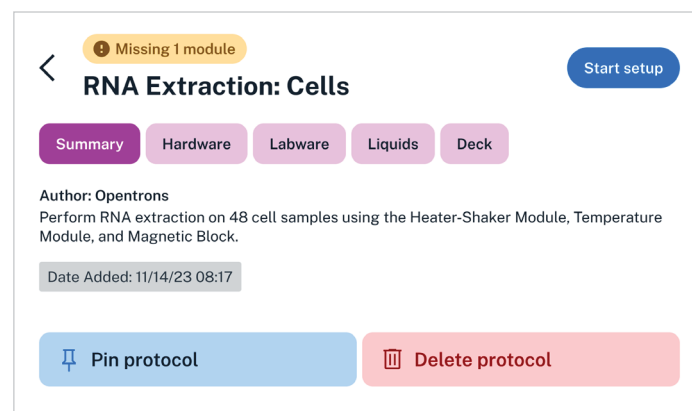 Missing 1 module
RNA Extraction: Cells
Start setup
Summary
Hardware
Labware
Liquids
Deck
Author: Opentrons
Perform RNA extraction on 48 cell samples using the Heater-Shaker Module, Temperature
Module, and Magnetic Block.
Date Added: 11/14/23 08:17
Pin protocol
Delete protocol